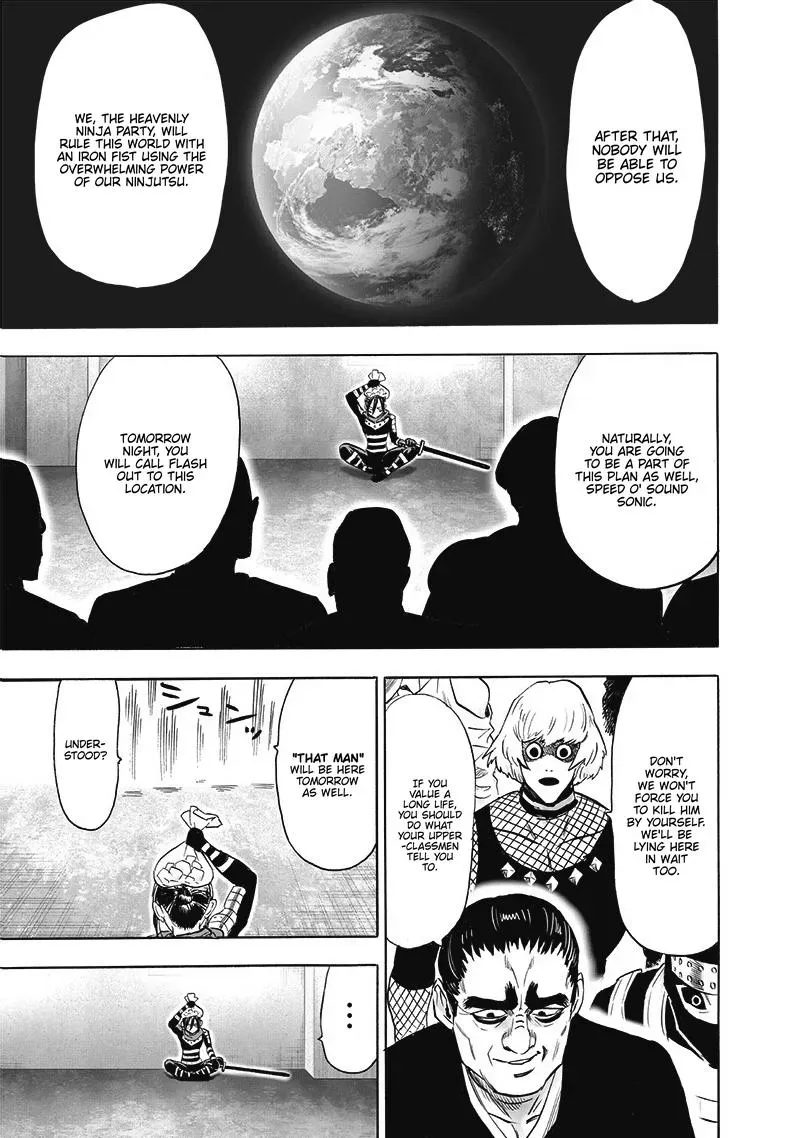 AFTER THAT,
NOBODY WILL
BE ABLE TO
OPPOSE US.
WE, THE HEAVENLY
NINJA PARTY, WILL
RULE THIS WORLD WITH
AN IRON FIST USING THE
OVERWHELMING POWER
OF OUR NINJUTSU.
NATURALLY,
YOU ARE GOING
TO BE A PART OF
THIS PLAN AS WELL,
SPEED O' SOUND
SONIC.
TOMORROW
NIGHT, YOU
WILL CALL FLASH
OUT TO THIS
LOCATION.
DON'T
WORRY,
WE WON'T
FORCE YOU
TO KILL HIM
BY YOURSELF.
WE'LL BE
LYING HERE
IN WAIT
TOO.
IF YOU
VALUE A
LONG LIFE,
YOU SHOULD
DO WHAT
YOUR UPPER
-CLASSMEN
TELL YOU
TO.
"THAT MAN"
WILL BE HERE
TOMORROW
AS WELL.
UNDER-
STOOD?
...